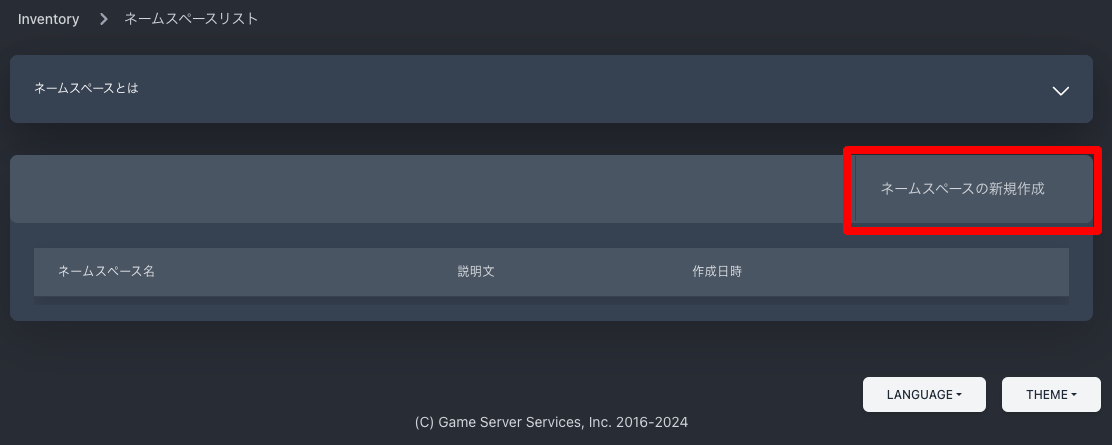 Inventory > ネームスペースリスト
ネームスペースとは
ネームスペースの新規作成
ネームスペース名 説明文 作成日時
LANGUAGE THEME
(C) Game Server Services, Inc. 2016-2024